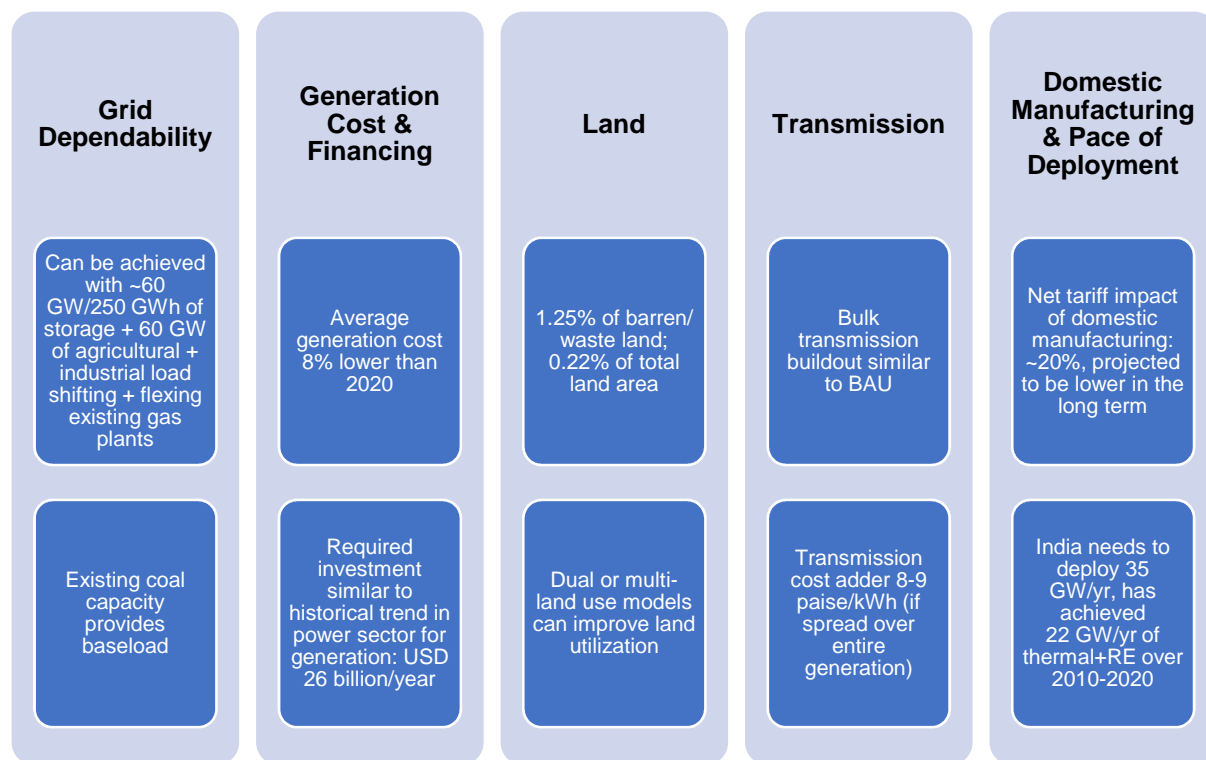 Grid
Dependability
Can be achieved
with ~60
GW/250 GWh of
storage + 60 GW
of agricultural +
industrial load
shifting + flexing
existing gas
plants
Existing coal
capacity
provides
baseload
Generation
Cost &
Financing
Average
generation cost
8% lower than
2020
Required
investment
similar to
historical trend in
power sector for
generation: USD
26 billion/year
Land
1.25% of barren/
waste land;
0.22% of total
land area
Dual or multi-
land use models
can improve land
utilization
Transmission
Bulk
transmission
buildout similar
to BAU
Transmission
cost adder 8-9
paise/kWh (if
spread over
entire
generation)
Domestic
Manufacturing
& Pace of
Deployment
Net tariff impact
of domestic
manufacturing:
~20%, projected
to be lower in the
long term
India needs to
deploy 35
GW/yr, has
achieved
22 GW/yr of
thermal+RE over
2010-2020